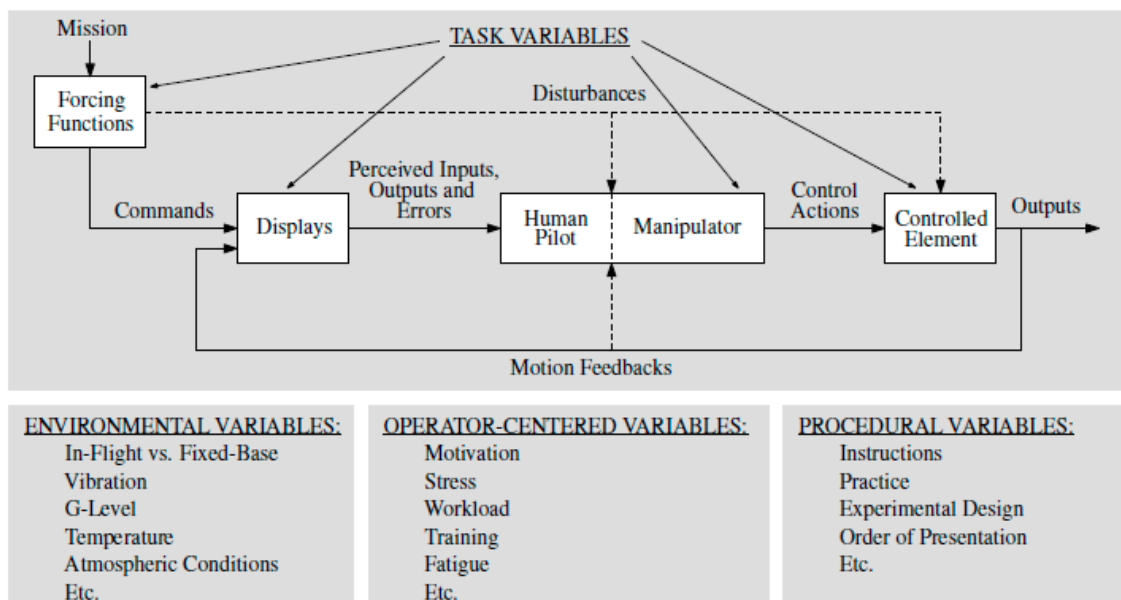 Mission
TASK VARIABLES
Forcing
Functions
Disturbances
Commands
Displays
Perceived Inputs,
Outputs and
Errors
Human
Pilot
Manipulator
Control
Actions
Controlled
Element
Outputs
Motion Feedbacks
ENVIRONMENTAL VARIABLES:
In-Flight vs. Fixed-Base
Vibration
G-Level
Temperature
Atmospheric Conditions
Etc.
OPERATOR-CENTERED VARIABLES:
Motivation
Stress
Workload
Training
Fatigue
Etc.
PROCEDURAL VARIABLES:
Instructions
Practice
Experimental Design
Order of Presentation
Etc.